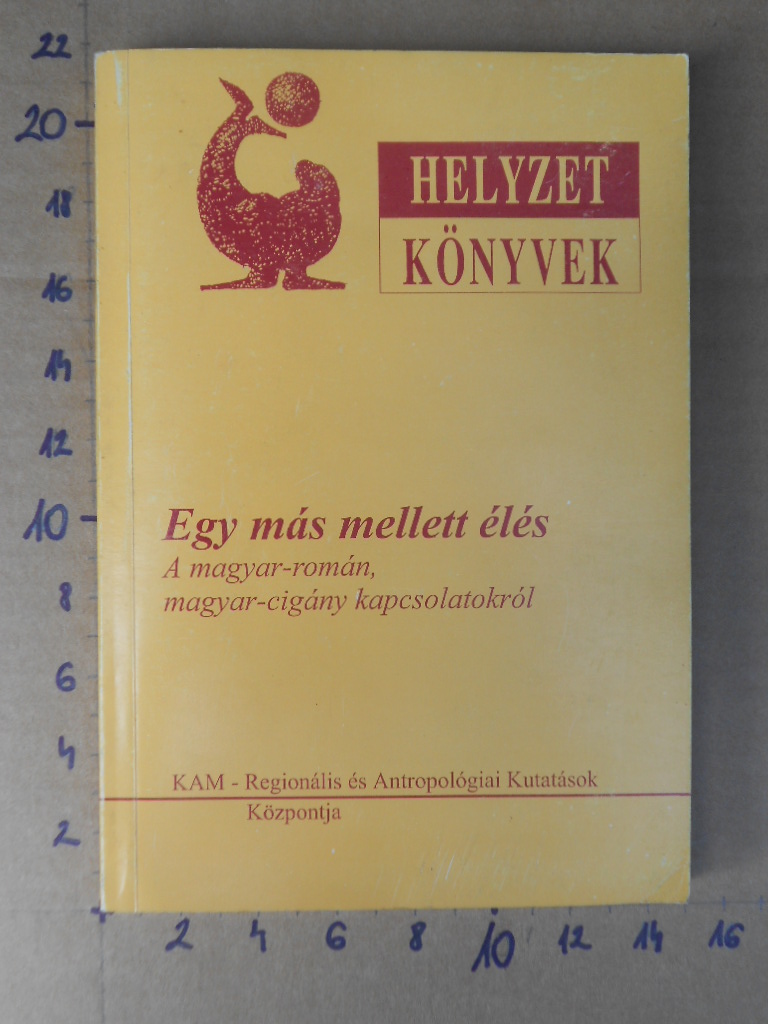 22
20
18
16
14
12
10
8
6
4
2
HELYZET
KÖNYVEK
Egy más mellett élés
A magyar-román,
magyar-cigány kapcsolatokról
KAM - Regionális és Antropológiai Kutatások
Központja
2 4 6 8 10 12 14 16